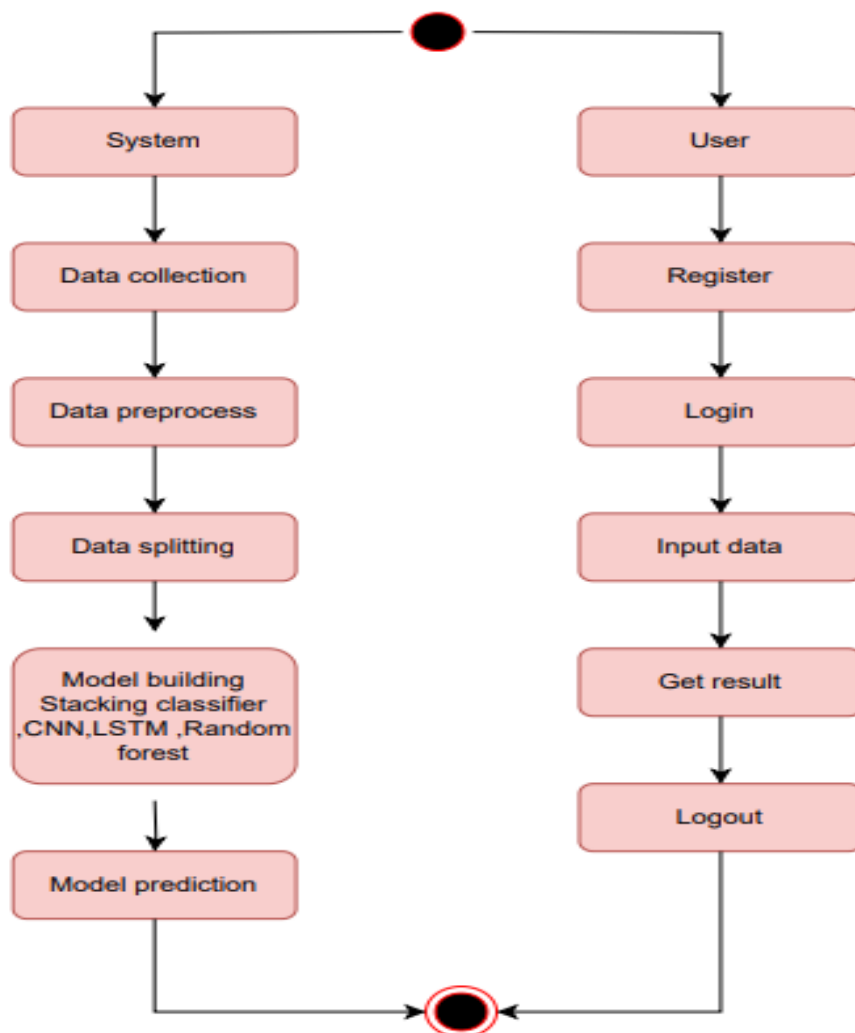 System
Data collection
Data preprocess
Data splitting
Model building
Stacking classifier
,CNN,LSTM ,Random
forest
Model prediction
User
Register
Login
Input data
Get result
Logout